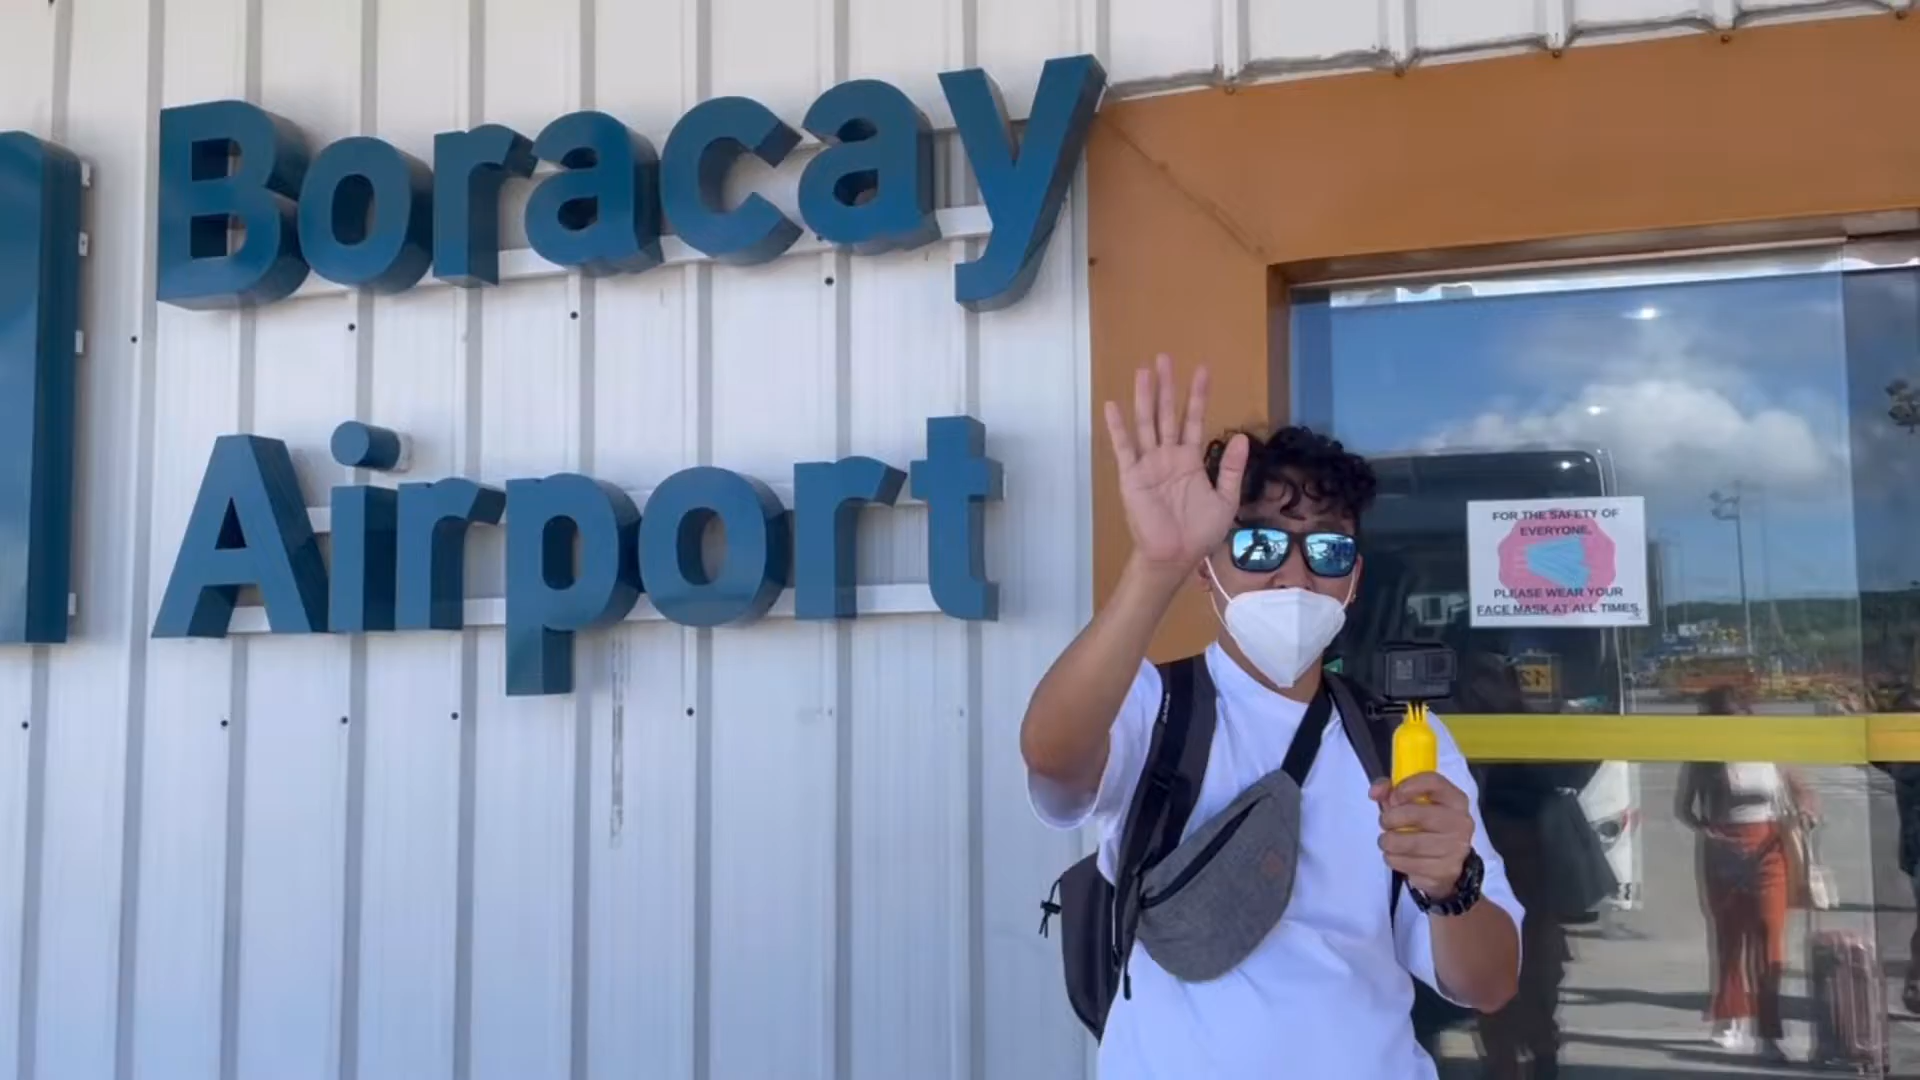 Boracay
Airport
FOR THE SAFETY OF
EVERYONE,
PLEASE WEAR YOUR
FACE MASK AT ALL TIMES